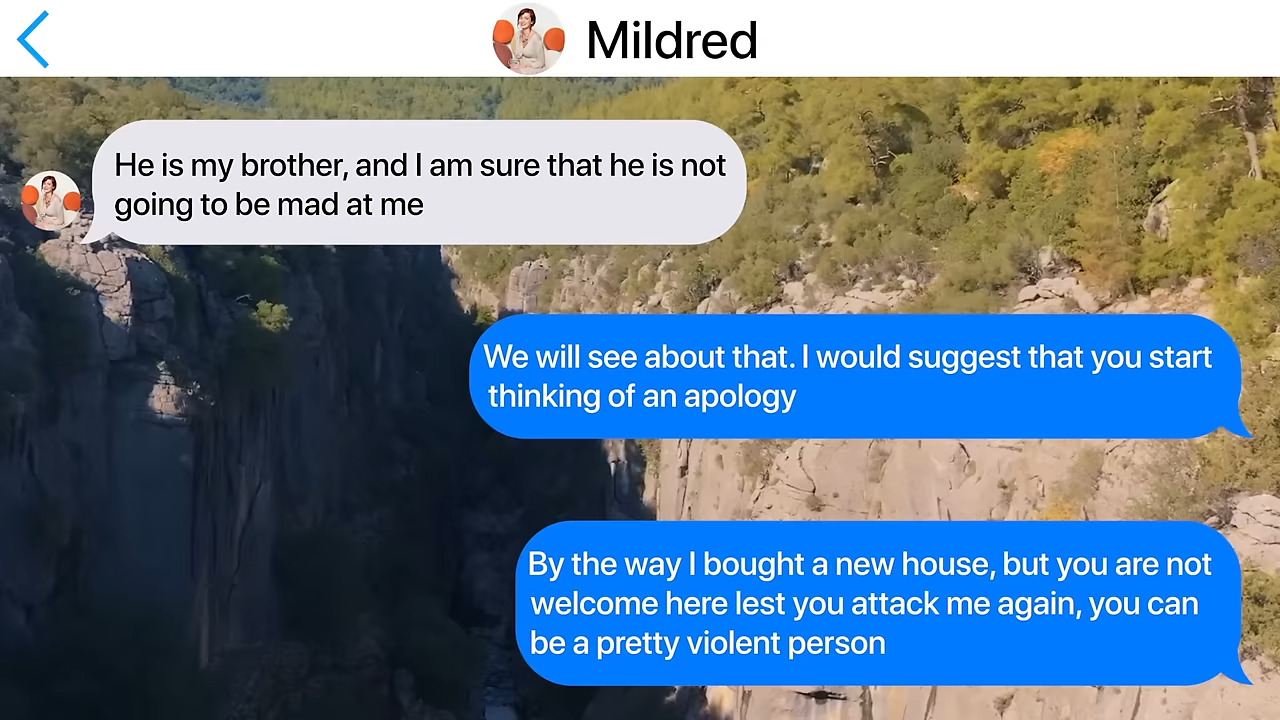 Mildred
He is my brother, and I am sure that he is not
going to be mad at me
We will see about that. I would suggest that you start
thinking of an apology
By the way I bought a new house, but you are not
welcome here lest you attack me again, you can
be a pretty violent person